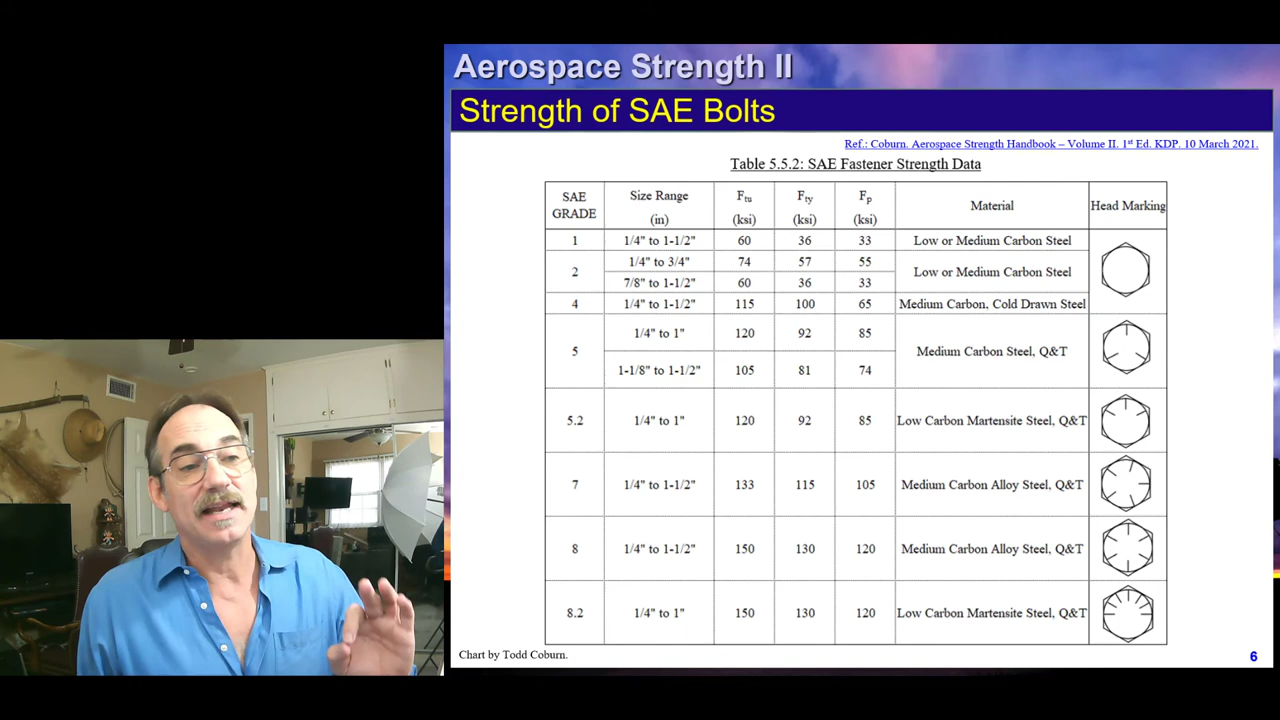 Aerospace Strength II
Strength of SAE Bolts
Ref.: Coburn. Aerospace Strength Handbook – Volume II. 1st Ed. KDP. 10 March 2021.
Table 5.5.2: SAE Fastener Strength Data
SAE GRADE Size Range (in) Ftu (ksi) Fty (ksi) Fp (ksi) Material Head Marking
1 1/4" to 1-1/2" 60 36 33 Low or Medium Carbon Steel
2 1/4" to 3/4" 74 57 55 Low or Medium Carbon Steel
7/8" to 1-1/2" 60 36 33
4 1/4" to 1-1/2" 115 100 65 Medium Carbon, Cold Drawn Steel
5 1/4" to 1" 120 92 85 Medium Carbon Steel, Q&T
1-1/8" to 1-1/2" 105 81 74
5.2 1/4" to 1" 120 92 85 Low Carbon Martensite Steel, Q&T
7 1/4" to 1-1/2" 133 115 105 Medium Carbon Alloy Steel, Q&T
8 1/4" to 1-1/2" 150 130 120 Medium Carbon Alloy Steel, Q&T
8.2 1/4" to 1" 150 130 120 Low Carbon Martensite Steel, Q&T
Chart by Todd Coburn.
6